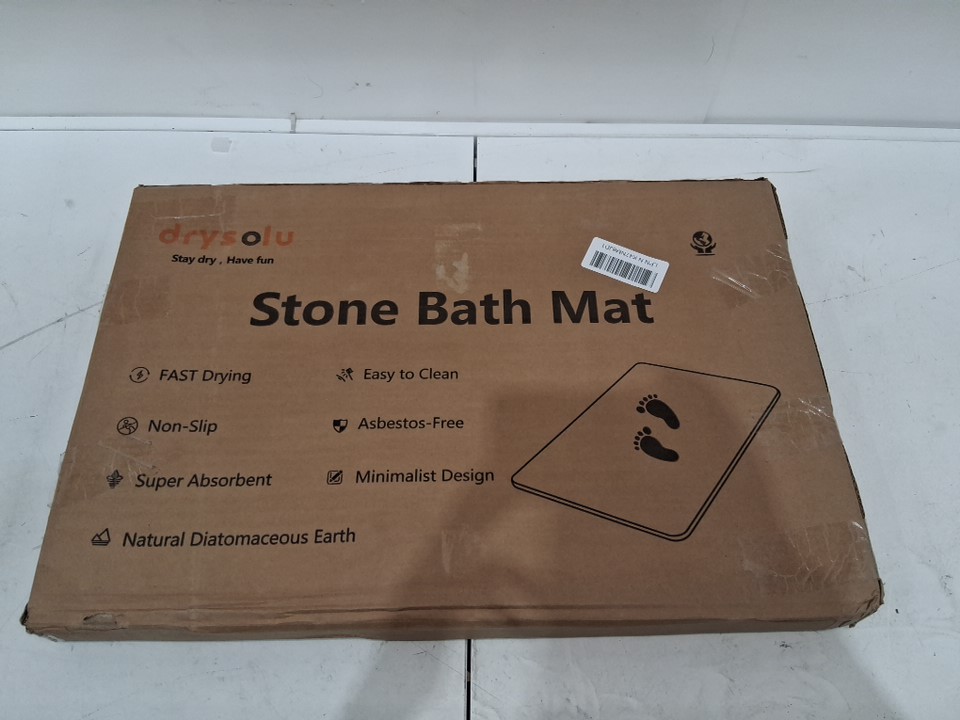 drysolu
Stay dry , Have fun
Stone Bath Mat
FAST Drying
Easy to Clean
Non-Slip
Asbestos-Free
Super Absorbent
Minimalist Design
Natural Diatomaceous Earth